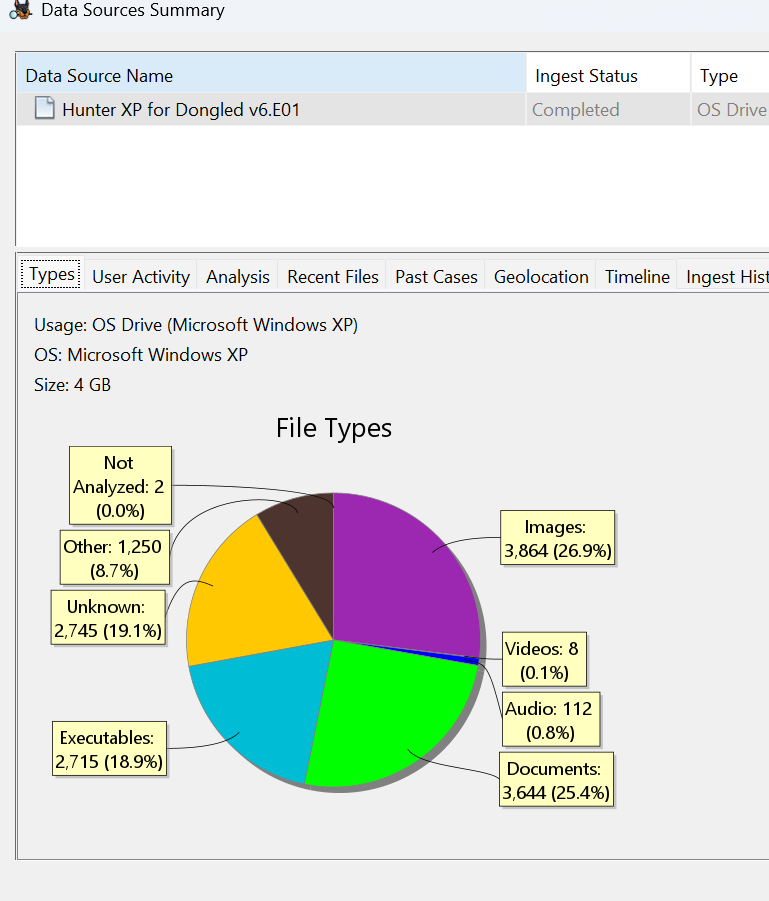 Data Sources Summary
Data Source Name Ingest Status Type
Hunter XP for Dongled v6.E01 Completed OS Drive
Types User Activity Analysis Recent Files Past Cases Geolocation Timeline Ingest Hist
Usage: OS Drive (Microsoft Windows XP)
OS: Microsoft Windows XP
Size: 4 GB
File Types
Not
Analyzed: 2
(0.0%)
Other: 1,250
(8.7%)
Unknown:
2,745 (19.1%)
Executables:
2,715 (18.9%)
Images:
3,864 (26.9%)
Videos: 8
(0.1%)
Audio: 112
(0.8%)
Documents:
3,644 (25.4%)